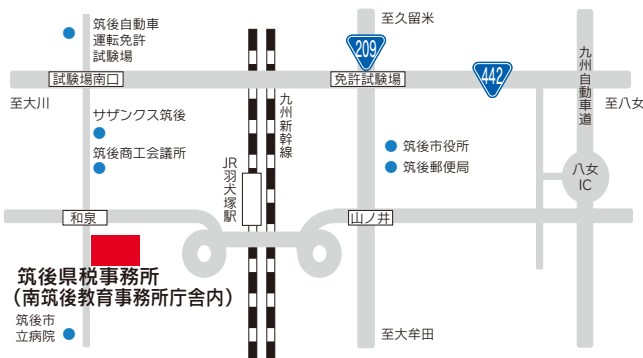 筑後自動車
運転免許
試験場
至久留米
209
442
試験場南口
免許試験場
至大川
至八女
九州自動車道
サザンクス筑後
九州新幹線
筑後商工会議所
筑後市役所
筑後郵便局
JR羽犬塚駅
八女
IC
和泉
山ノ井
筑後県税事務所
(南筑後教育事務所庁舎内)
筑後市
立病院
至大牟田